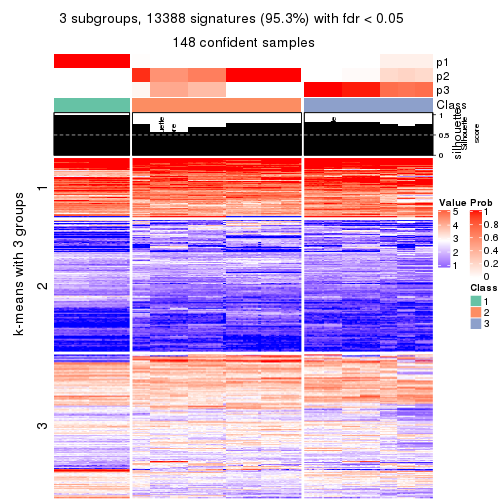 3 subgroups, 13388 signatures (95.3%) with fdr < 0.05
148 confident samples
p1
p2
p3
Class
1
0.5
0
silhouette
Silhouette
score
k-means with 3 groups
1
2
3
Value
5
4
3
2
1
Prob
1
0.8
0.6
0.4
0.2
0
Class
1
2
3